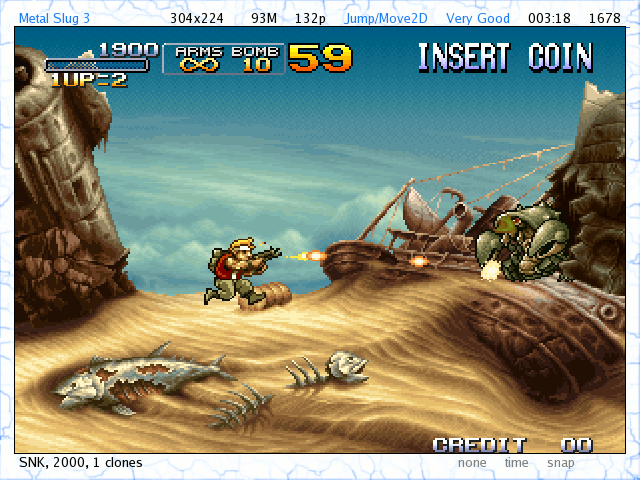 Metal Slug 3 304x224 93M 132p Jump/Move2D Very Good 003:18 1678
1900 ARMS BOMB 59 INSERT COIN
∞ 10
1UP=2
CREDIT 00
SNK, 2000, 1 clones none time snap